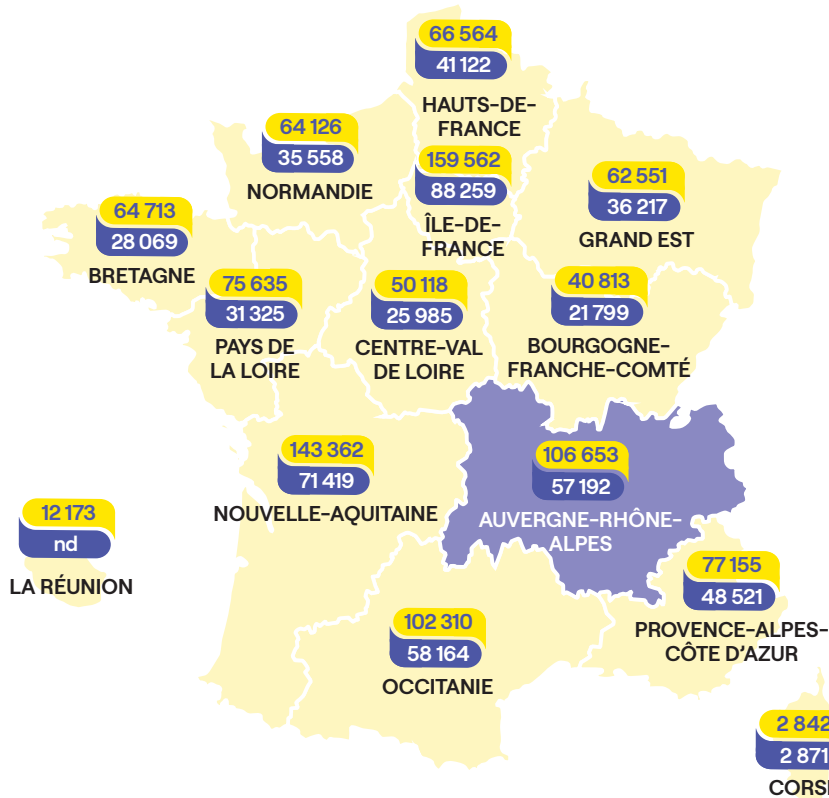 66 564
41 122
HAUTS-DE-
FRANCE
64 126
35 558
NORMANDIE
159 562
88 259
ÎLE-DE-
FRANCE
62 551
36 217
GRAND EST
64 713
28 069
BRETAGNE
75 635
31 325
PAYS DE
LA LOIRE
50 118
25 985
CENTRE-VAL
DE LOIRE
40 813
21 799
BOURGOGNE-
FRANCHE-COMTÉ
143 362
71 419
NOUVELLE-AQUITAINE
106 653
57 192
AUVERGNE-RHÔNE-
ALPES
12 173
nd
LA RÉUNION
77 155
48 521
PROVENCE-ALPES-
CÔTE D'AZUR
102 310
58 164
OCCITANIE
2 842
2 871